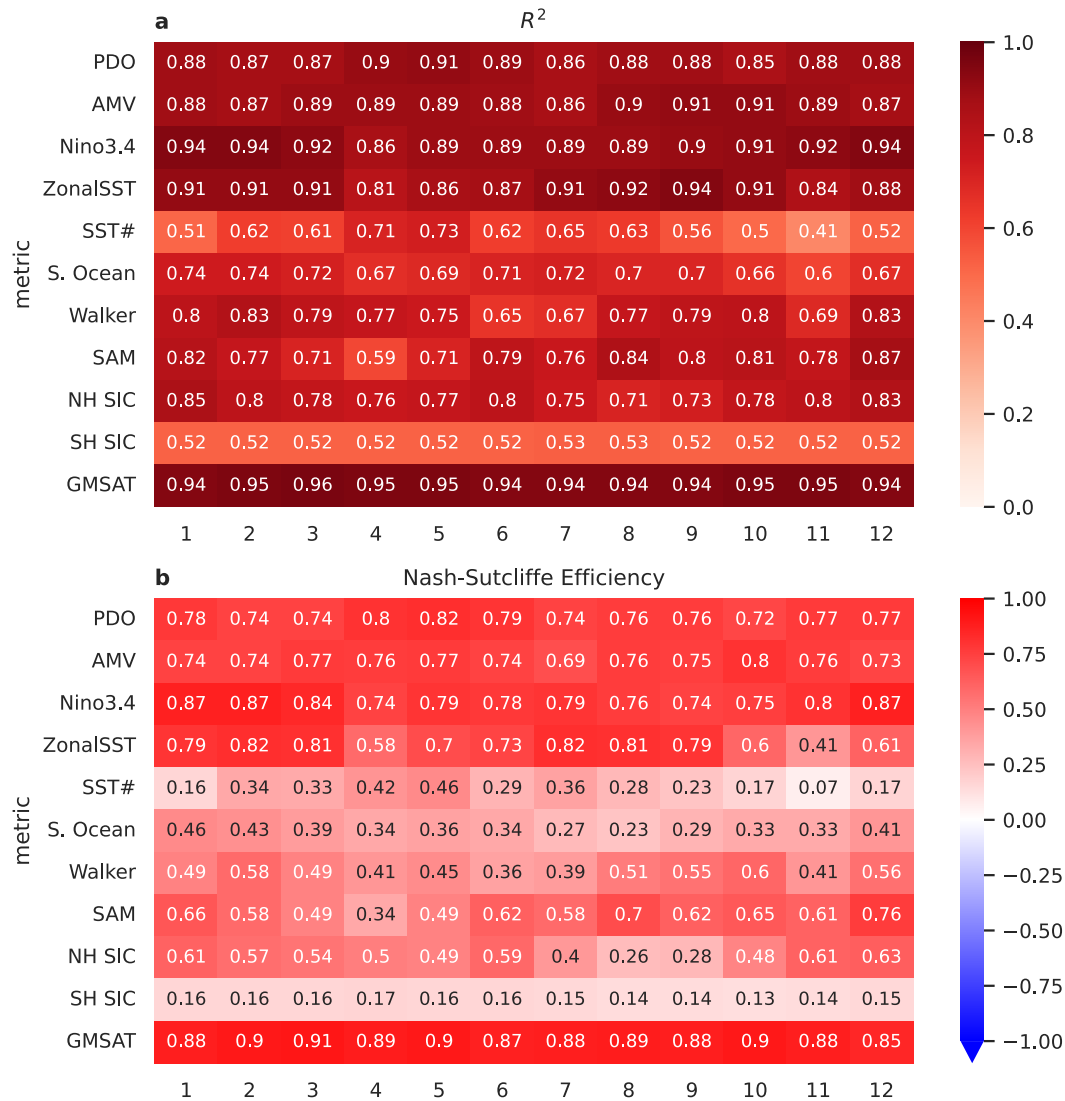 a R²
PDO 0.88 0.87 0.87 0.9 0.91 0.89 0.86 0.88 0.88 0.85 0.88 0.88 1.0
AMV 0.88 0.87 0.89 0.89 0.89 0.88 0.86 0.9 0.91 0.91 0.89 0.87
Nino3.4 0.94 0.94 0.92 0.86 0.89 0.89 0.89 0.89 0.9 0.91 0.92 0.94 0.8
ZonalSST 0.91 0.91 0.91 0.81 0.86 0.87 0.91 0.92 0.94 0.91 0.84 0.88
SST# 0.51 0.62 0.61 0.71 0.73 0.62 0.65 0.63 0.56 0.5 0.41 0.52 0.6
metric
S. Ocean 0.74 0.74 0.72 0.67 0.69 0.71 0.72 0.7 0.7 0.66 0.6 0.67
Walker 0.8 0.83 0.79 0.77 0.75 0.65 0.67 0.77 0.79 0.8 0.69 0.83 0.4
SAM 0.82 0.77 0.71 0.59 0.71 0.79 0.76 0.84 0.8 0.81 0.78 0.87
NH SIC 0.85 0.8 0.78 0.76 0.77 0.8 0.75 0.71 0.73 0.78 0.8 0.83 0.2
SH SIC 0.52 0.52 0.52 0.52 0.52 0.52 0.53 0.53 0.52 0.52 0.52 0.52
GMSAT 0.94 0.95 0.96 0.95 0.95 0.94 0.94 0.94 0.94 0.95 0.95 0.94 0.0
1 2 3 4 5 6 7 8 9 10 11 12
b Nash-Sutcliffe Efficiency
PDO 0.78 0.74 0.74 0.8 0.82 0.79 0.74 0.76 0.76 0.72 0.77 0.77 1.00
AMV 0.74 0.74 0.77 0.76 0.77 0.74 0.69 0.76 0.75 0.8 0.76 0.73 0.75
Nino3.4 0.87 0.87 0.84 0.74 0.79 0.78 0.79 0.76 0.74 0.75 0.8 0.87
ZonalSST 0.79 0.82 0.81 0.58 0.7 0.73 0.82 0.81 0.79 0.6 0.41 0.61 0.50
SST# 0.16 0.34 0.33 0.42 0.46 0.29 0.36 0.28 0.23 0.17 0.07 0.17 0.25
metric
S. Ocean 0.46 0.43 0.39 0.34 0.36 0.34 0.27 0.23 0.29 0.33 0.33 0.41 0.00
Walker 0.49 0.58 0.49 0.41 0.45 0.36 0.39 0.51 0.55 0.6 0.41 0.56 −0.25
SAM 0.66 0.58 0.49 0.34 0.49 0.62 0.58 0.7 0.62 0.65 0.61 0.76
NH SIC 0.61 0.57 0.54 0.5 0.49 0.59 0.4 0.26 0.28 0.48 0.61 0.63 −0.50
SH SIC 0.16 0.16 0.16 0.17 0.16 0.16 0.15 0.14 0.14 0.13 0.14 0.15 −0.75
GMSAT 0.88 0.9 0.91 0.89 0.9 0.87 0.88 0.89 0.88 0.9 0.88 0.85 −1.00
1 2 3 4 5 6 7 8 9 10 11 12